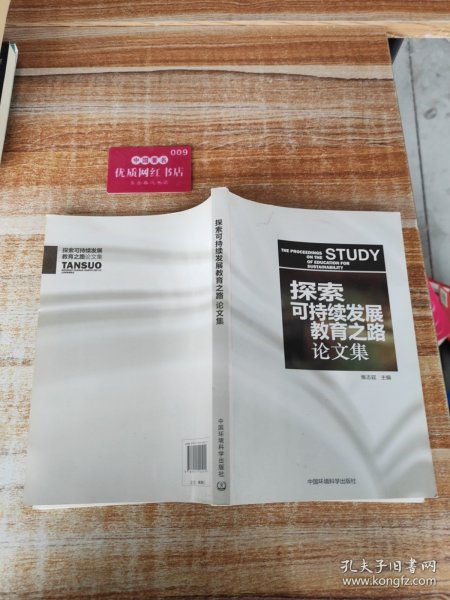 009
中国书店
优质网红书店
探索可持续发展
教育之路论文集
TANSUO
探索可持续发展教育之路 论文集
中国环境科学出版社
THE PROCEEDINGS
ON THE STUDY
OF EDUCATION FOR
SUSTAINABILITY
探索
可持续发展
教育之路
论文集
主编
中国环境科学出版社
孔夫子旧书网
www.kongfz.com